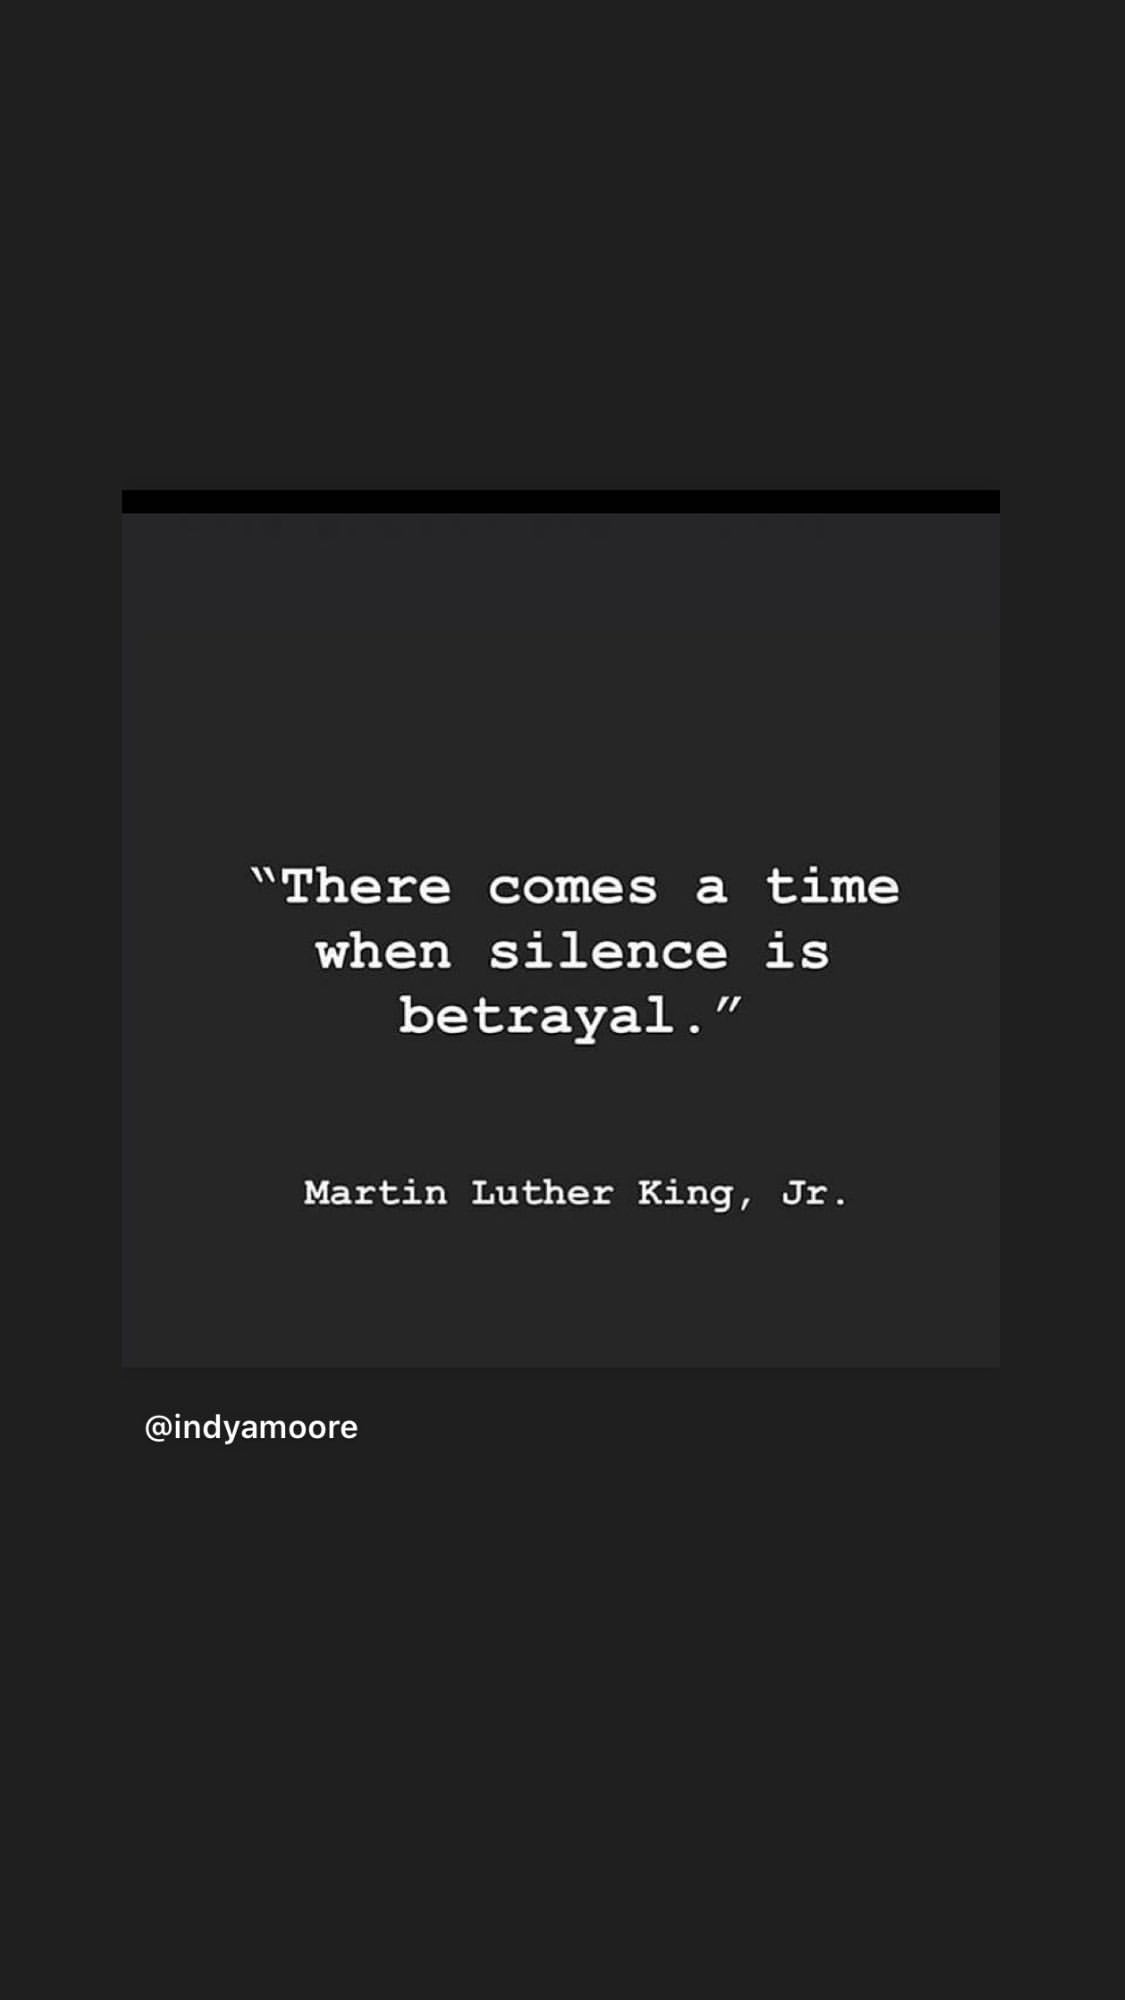 “There comes a time
when silence is
betrayal.”
Martin Luther King, Jr.
@indyamoore